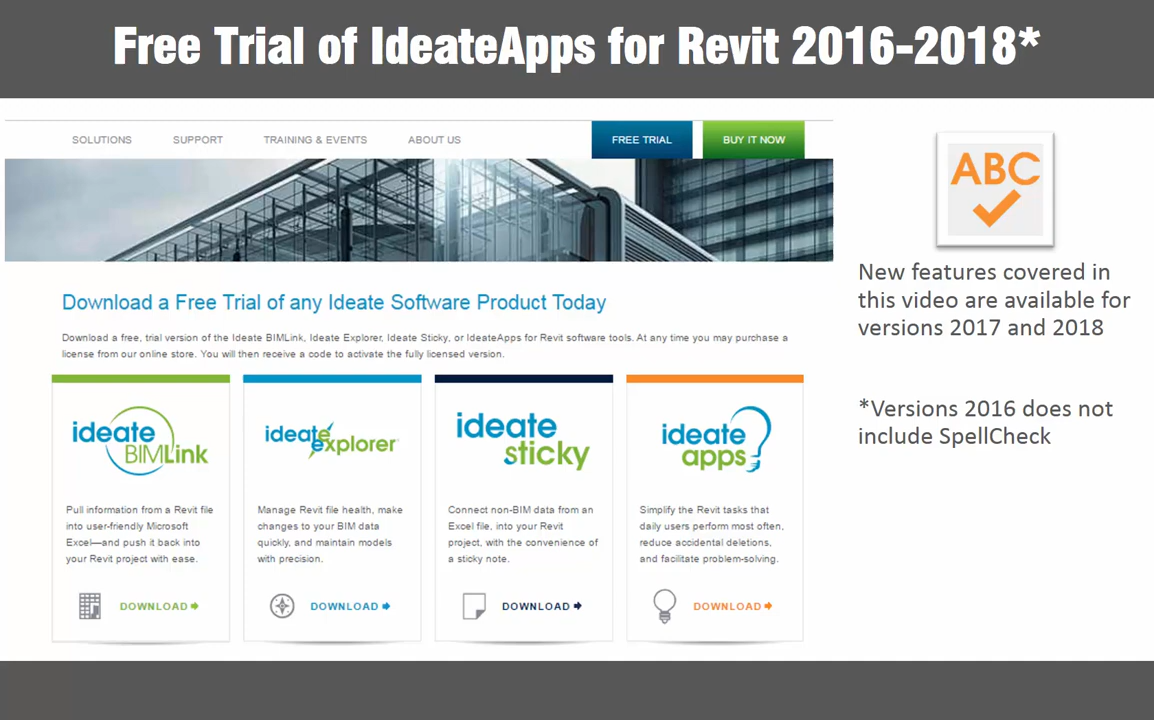 Free Trial of IdeateApps for Revit 2016-2018*
SOLUTIONS SUPPORT TRAINING & EVENTS ABOUT US FREE TRIAL BUY IT NOW
ABC
New features covered in
this video are available for
versions 2017 and 2018
*Versions 2016 does not
include SpellCheck
Download a Free Trial of any Ideate Software Product Today
Download a free, trial version of the Ideate BIMLink, Ideate Explorer, Ideate Sticky, or IdeateApps for Revit software tools. At any time you may purchase a
license from our online store. You will then receive a code to activate the fully licensed version.
ideate
BIMLink
Pull information from a Revit file
into user-friendly Microsoft
Excel—and push it back into
your Revit project with ease.
DOWNLOAD
ideate
explorer
Manage Revit file health, make
changes to your BIM data
quickly, and maintain models
with precision.
DOWNLOAD
ideate
sticky
Connect non-BIM data from an
Excel file, into your Revit
project, with the convenience of
a sticky note.
DOWNLOAD
ideate
apps
Simplify the Revit tasks that
daily users perform most often,
reduce accidental deletions,
and facilitate problem-solving.
DOWNLOAD